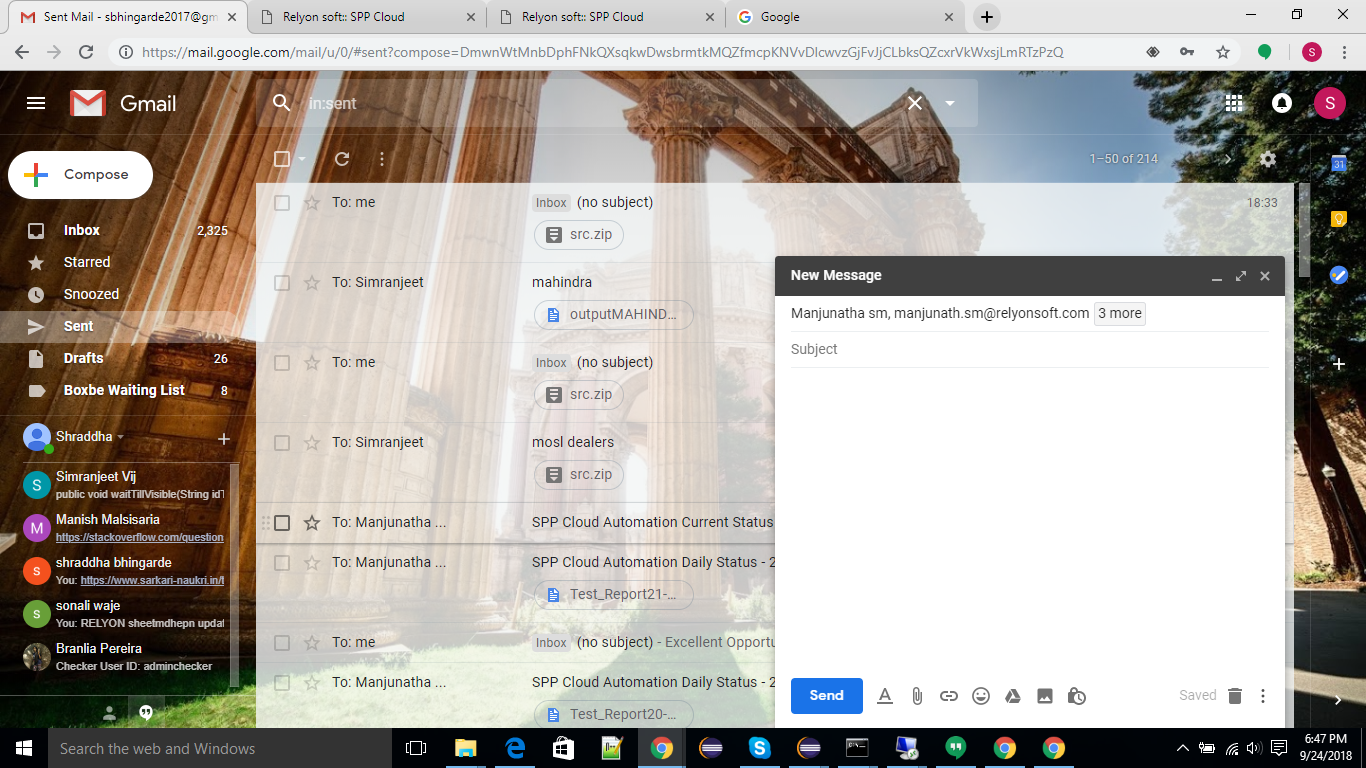 Sent Mail - sbhingarde2017@gm
Relyon soft:: SPP Cloud
Relyon soft:: SPP Cloud
Google
https://mail.google.com/mail/u/0/#sent?compose=DmwnWtMnbDphFNkQXsqkwDwsbrmtkMQZfmcpKNVvDlcwvzGjFvJjCLbksQZcxrVkWxsjLmRTzPzQ
S
Gmail
in:sent
S
Compose
1–50 of 214
31
Inbox 2,325
Starred
Snoozed
Sent
Drafts 26
Boxbe Waiting List 8
Shraddha
S
Simranjeet Vij
public void waitTillVisible(String idT
M
Manish Malsisaria
https://stackoverflow.com/question
s
shraddha bhingarde
You: https://www.sarkari-naukri.in/
s
sonali waje
You: RELYON sheetmdhepn updat
Branlia Pereira
Checker User ID: adminchecker
To: me Inbox (no subject) 18:33
src.zip
To: Simranjeet mahindra
outputMAHIND...
To: me Inbox (no subject)
src.zip
To: Simranjeet mosl dealers
src.zip
To: Manjunatha ... SPP Cloud Automation Current Status
To: Manjunatha ... SPP Cloud Automation Daily Status - 2
Test_Report21-...
To: me Inbox (no subject) - Excellent Opportu
To: Manjunatha ... SPP Cloud Automation Daily Status - 2
Test_Report20-...
New Message
Manjunatha sm, manjunath.sm@relyonsoft.com 3 more
Subject
Send
A
Saved
Search the web and Windows
6:47 PM
9/24/2018